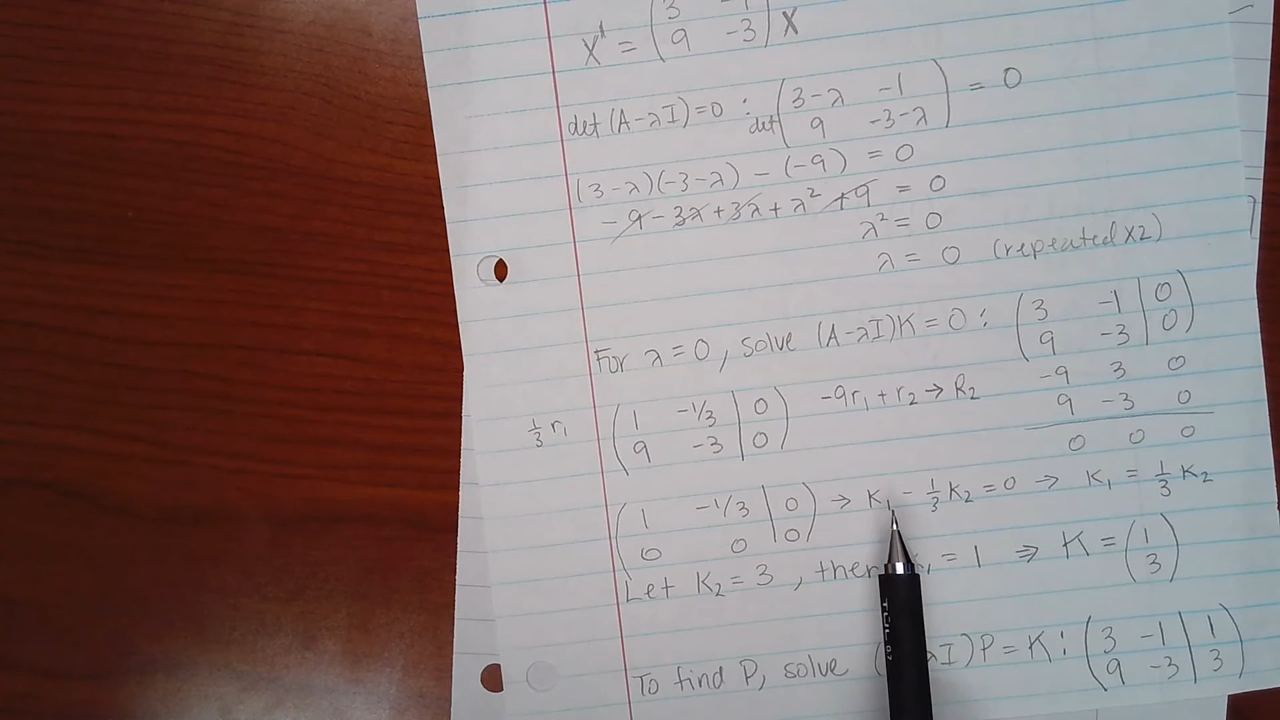 X' = (3 -1
9 -3) X
det(A-λI)=0 : det(3-λ -1
9 -3-λ) = 0
(3-λ)(-3-λ) - (-9) = 0
-9-3λ+3λ+λ²+9 = 0
λ² = 0
λ = 0 (repeated X2)
For λ=0, solve (A-λI)K=0 : (3 -1 | 0
9 -3 | 0)
⅓ r₁ (1 -1/3 | 0
9 -3 | 0) -9r₁+r₂→R₂
-9 3 0
9 -3 0
0 0 0
(1 -1/3 | 0
0 0 | 0) → K₁ - ⅓K₂ = 0 → K₁ = ⅓ K₂
Let K₂ = 3, then K₁ = 1 ⇒ K = (1
3)
To find P, solve (λI)P=K : (3 -1 | 1
9 -3 | 3)